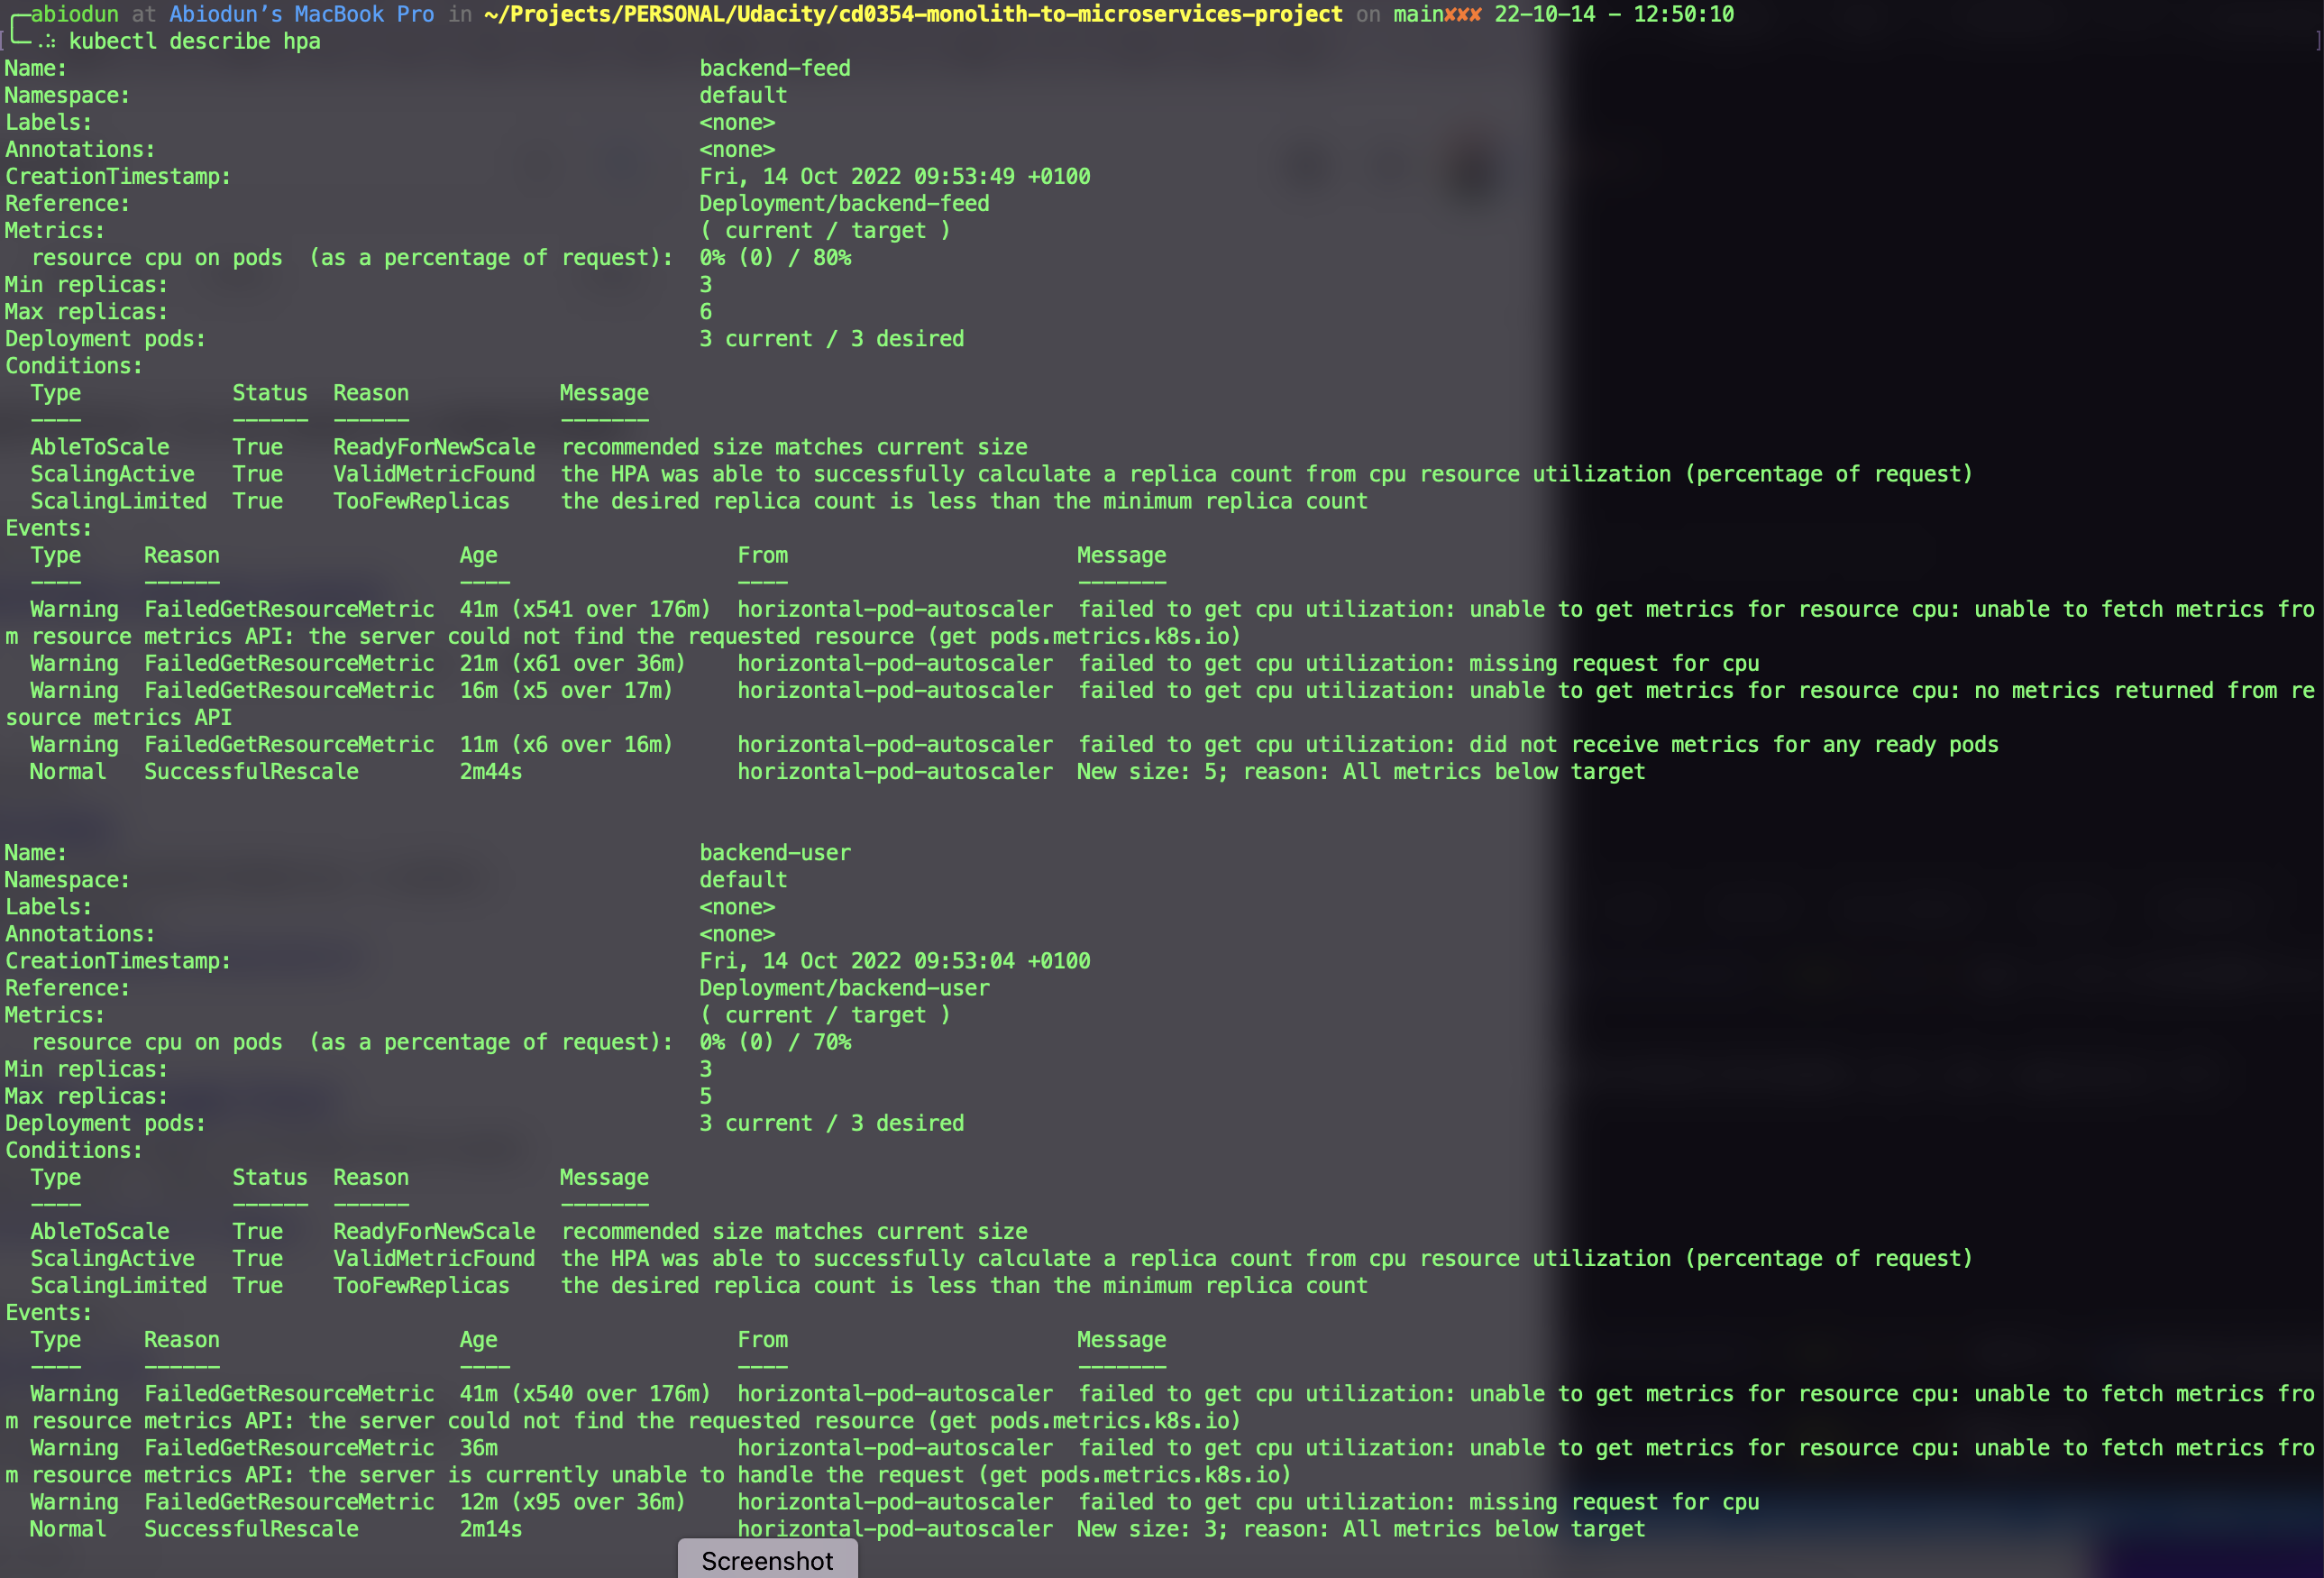 ╭─abiodun at Abiodun’s MacBook Pro in ~/Projects/PERSONAL/Udacity/cd0354-monolith-to-microservices-project on main✘✘✘ 22-10-14 - 12:50:10
[╰─⠠⠵ kubectl describe hpa ]
Name: backend-feed
Namespace: default
Labels: <none>
Annotations: <none>
CreationTimestamp: Fri, 14 Oct 2022 09:53:49 +0100
Reference: Deployment/backend-feed
Metrics: ( current / target )
resource cpu on pods (as a percentage of request): 0% (0) / 80%
Min replicas: 3
Max replicas: 6
Deployment pods: 3 current / 3 desired
Conditions:
Type Status Reason Message
---- ------ ------ -------
AbleToScale True ReadyForNewScale recommended size matches current size
ScalingActive True ValidMetricFound the HPA was able to successfully calculate a replica count from cpu resource utilization (percentage of request)
ScalingLimited True TooFewReplicas the desired replica count is less than the minimum replica count
Events:
Type Reason Age From Message
---- ------ ---- ---- -------
Warning FailedGetResourceMetric 41m (x541 over 176m) horizontal-pod-autoscaler failed to get cpu utilization: unable to get metrics for resource cpu: unable to fetch metrics fro
m resource metrics API: the server could not find the requested resource (get pods.metrics.k8s.io)
Warning FailedGetResourceMetric 21m (x61 over 36m) horizontal-pod-autoscaler failed to get cpu utilization: missing request for cpu
Warning FailedGetResourceMetric 16m (x5 over 17m) horizontal-pod-autoscaler failed to get cpu utilization: unable to get metrics for resource cpu: no metrics returned from re
source metrics API
Warning FailedGetResourceMetric 11m (x6 over 16m) horizontal-pod-autoscaler failed to get cpu utilization: did not receive metrics for any ready pods
Normal SuccessfulRescale 2m44s horizontal-pod-autoscaler New size: 5; reason: All metrics below target
Name: backend-user
Namespace: default
Labels: <none>
Annotations: <none>
CreationTimestamp: Fri, 14 Oct 2022 09:53:04 +0100
Reference: Deployment/backend-user
Metrics: ( current / target )
resource cpu on pods (as a percentage of request): 0% (0) / 70%
Min replicas: 3
Max replicas: 5
Deployment pods: 3 current / 3 desired
Conditions:
Type Status Reason Message
---- ------ ------ -------
AbleToScale True ReadyForNewScale recommended size matches current size
ScalingActive True ValidMetricFound the HPA was able to successfully calculate a replica count from cpu resource utilization (percentage of request)
ScalingLimited True TooFewReplicas the desired replica count is less than the minimum replica count
Events:
Type Reason Age From Message
---- ------ ---- ---- -------
Warning FailedGetResourceMetric 41m (x540 over 176m) horizontal-pod-autoscaler failed to get cpu utilization: unable to get metrics for resource cpu: unable to fetch metrics fro
m resource metrics API: the server could not find the requested resource (get pods.metrics.k8s.io)
Warning FailedGetResourceMetric 36m horizontal-pod-autoscaler failed to get cpu utilization: unable to get metrics for resource cpu: unable to fetch metrics fro
m resource metrics API: the server is currently unable to handle the request (get pods.metrics.k8s.io)
Warning FailedGetResourceMetric 12m (x95 over 36m) horizontal-pod-autoscaler failed to get cpu utilization: missing request for cpu
Normal SuccessfulRescale 2m14s horizontal-pod-autoscaler New size: 3; reason: All metrics below target
Screenshot